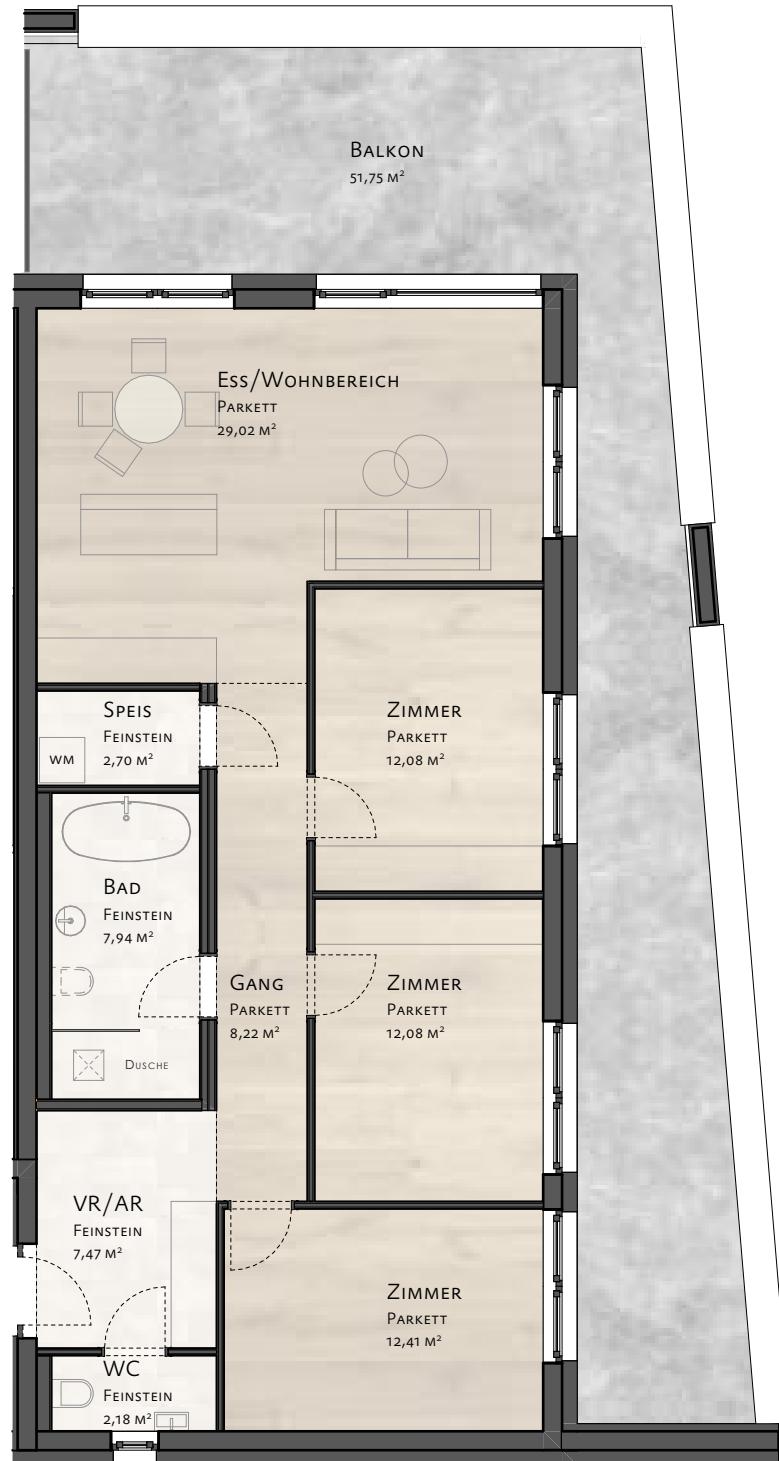 Balkon
51,75 m²
Ess/Wohnbereich
Parkett
29,02 m²
Speis
Feinstein
2,70 m²
WM
Zimmer
Parkett
12,08 m²
Bad
Feinstein
7,94 m²
Gang
Parkett
8,22 m²
Zimmer
Parkett
12,08 m²
Dusche
VR/AR
Feinstein
7,47 m²
Zimmer
Parkett
12,41 m²
WC
Feinstein
2,18 m²